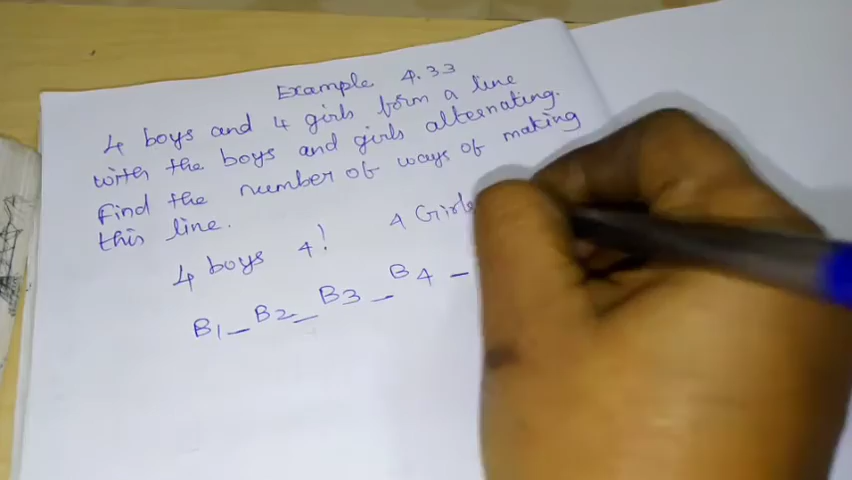 Example 4.33
4 boys and 4 girls form a line
with the boys and girls alternating.
Find the number of ways of making
this line.
4 boys 4! 4 Girls
B1 _ B2 _ B3 _ B4 _